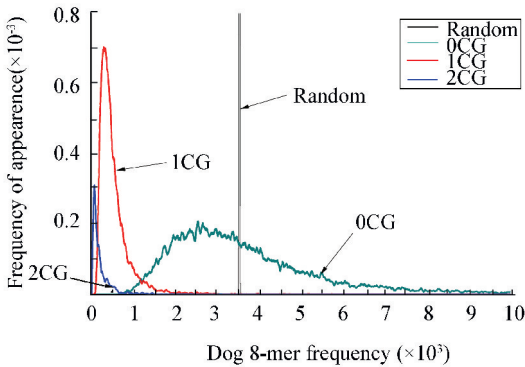 0.8
Random
0CG
1CG
2CG
0.6
Random
0.4
1CG
0.2
0CG
2CG
Frequency of appearence(×10⁻³)
0 1 2 3 4 5 6 7 8 9 10
Dog 8-mer frequency (×10³)